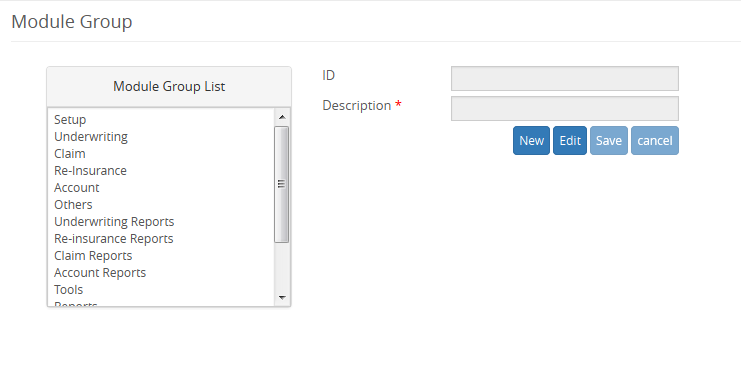 Module Group
Module Group List
Setup
Underwriting
Claim
Re-Insurance
Account
Others
Underwriting Reports
Re-insurance Reports
Claim Reports
Account Reports
Tools
Reports
ID
Description *
New Edit Save cancel